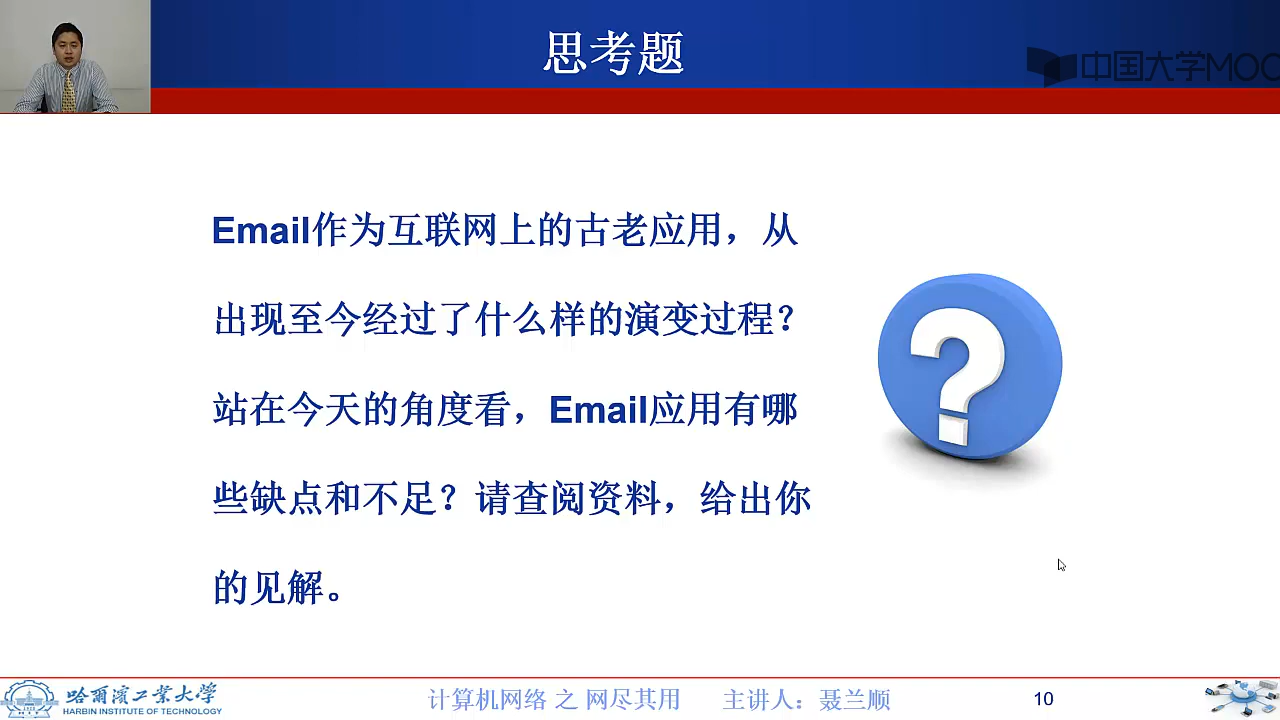 思考题
中国大学MOC
Email作为互联网上的古老应用，从
出现至今经过了什么样的演变过程？
站在今天的角度看，Email应用有哪
些缺点和不足？请查阅资料，给出你
的见解。
哈尔滨工业大学
HARBIN INSTITUTE OF TECHNOLOGY
计算机网络 之 网尽其用 主讲人：聂兰顺
10